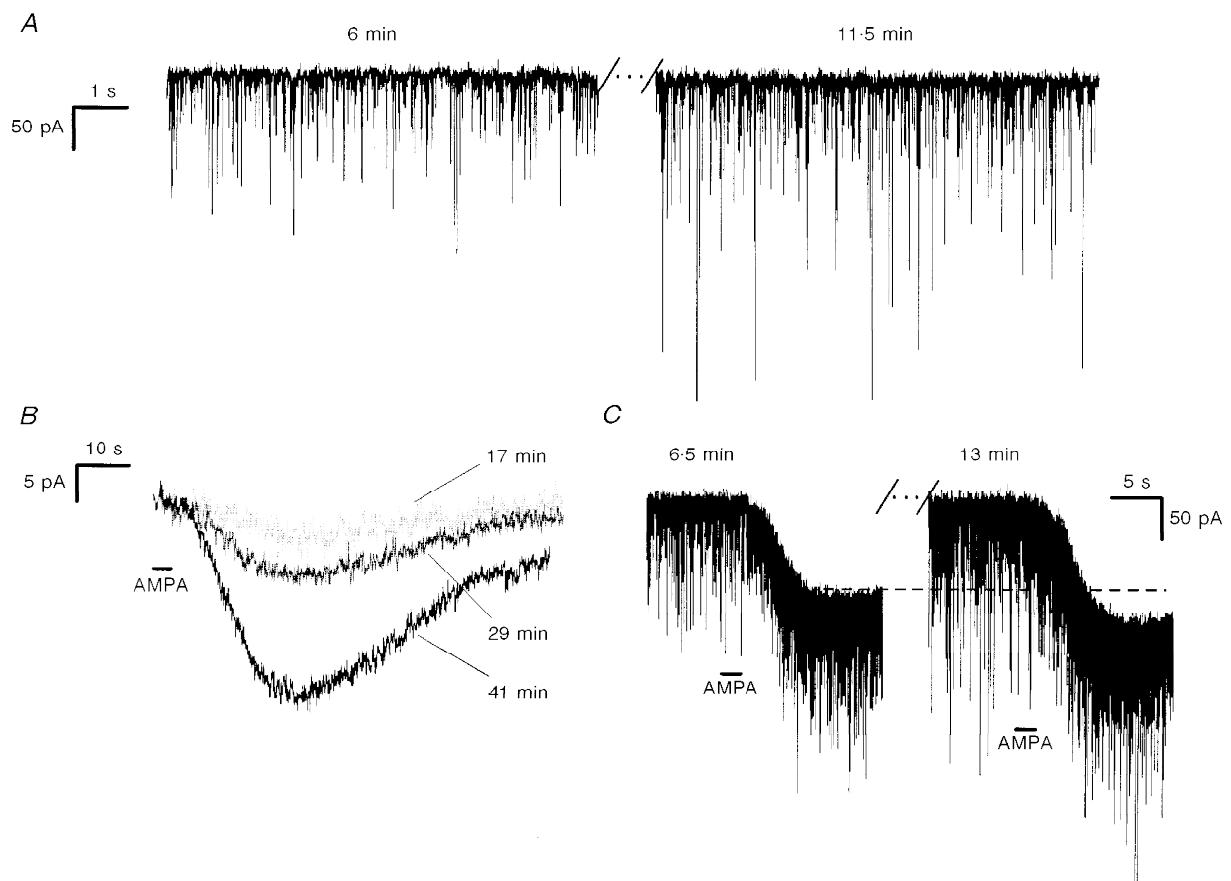 A
6 min
11·5 min
1 s
50 pA
· · ·
B
10 s
5 pA
17 min
AMPA
29 min
41 min
C
6·5 min
13 min
5 s
50 pA
· · ·
AMPA
AMPA